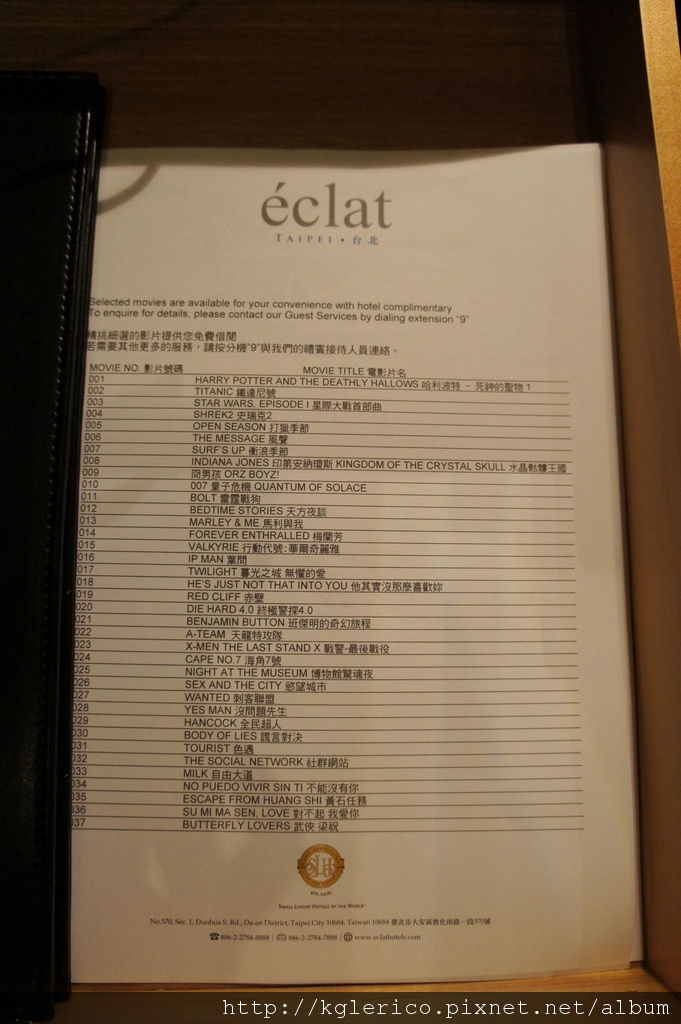 éclat
TAIPEI • 台北
Selected movies are available for your convenience with hotel complimentary
To enquire for details, please contact our Guest Services by dialing extension "9"
精挑細選的影片提供您免費借閱
若需要其他更多的服務，請按分機"9"與我們的禮賓接待人員連絡。
MOVIE NO. 影片號碼 MOVIE TITLE 電影片名
001 HARRY POTTER AND THE DEATHLY HALLOWS 哈利波特 - 死神的聖物 1
002 TITANIC 鐵達尼號
003 STAR WARS. EPISODE I 星際大戰首部曲
004 SHREK2 史瑞克2
005 OPEN SEASON 打獵季節
006 THE MESSAGE 風聲
007 SURF'S UP 衝浪季節
008 INDIANA JONES 印第安納瓊斯 KINGDOM OF THE CRYSTAL SKULL 水晶骷髏王國
009 囧男孩 ORZ BOYZ!
010 007 量子危機 QUANTUM OF SOLACE
011 BOLT 雷霆戰狗
012 BEDTIME STORIES 天方夜談
013 MARLEY & ME 馬利與我
014 FOREVER ENTHRALLED 梅蘭芳
015 VALKYRIE 行動代號:華爾奇麗雅
016 IP MAN 葉問
017 TWILIGHT 暮光之城 無懼的愛
018 HE'S JUST NOT THAT INTO YOU 他其實沒那麼喜歡妳
019 RED CLIFF 赤壁
020 DIE HARD 4.0 終極警探4.0
021 BENJAMIN BUTTON 班傑明的奇幻旅程
022 A-TEAM 天龍特攻隊
023 X-MEN THE LAST STAND X 戰警-最後戰役
024 CAPE NO.7 海角7號
025 NIGHT AT THE MUSEUM 博物館驚魂夜
026 SEX AND THE CITY 慾望城市
027 WANTED 刺客聯盟
028 YES MAN 沒問題先生
029 HANCOCK 全民超人
030 BODY OF LIES 謊言對決
031 TOURIST 色遇
032 THE SOCIAL NETWORK 社群網站
033 MILK 自由大道
034 NO PUEDO VIVIR SIN TI 不能沒有你
035 ESCAPE FROM HUANG SHI 黃石任務
036 SU MI MA SEN, LOVE 對不起 我愛你
037 BUTTERFLY LOVERS 武俠 梁祝
SLH
slh.com
SMALL LUXURY HOTELS OF THE WORLD™
No.370, Sec. 1, Dunhua S. Rd., Da-an District, Taipei City 10684, Taiwan 10684 臺北市大安區敦化南路一段370號
886-2-2784-8888 | 886-2-2784-7888 | www.eclathotels.com
http://kglerico.pixnet.net/album